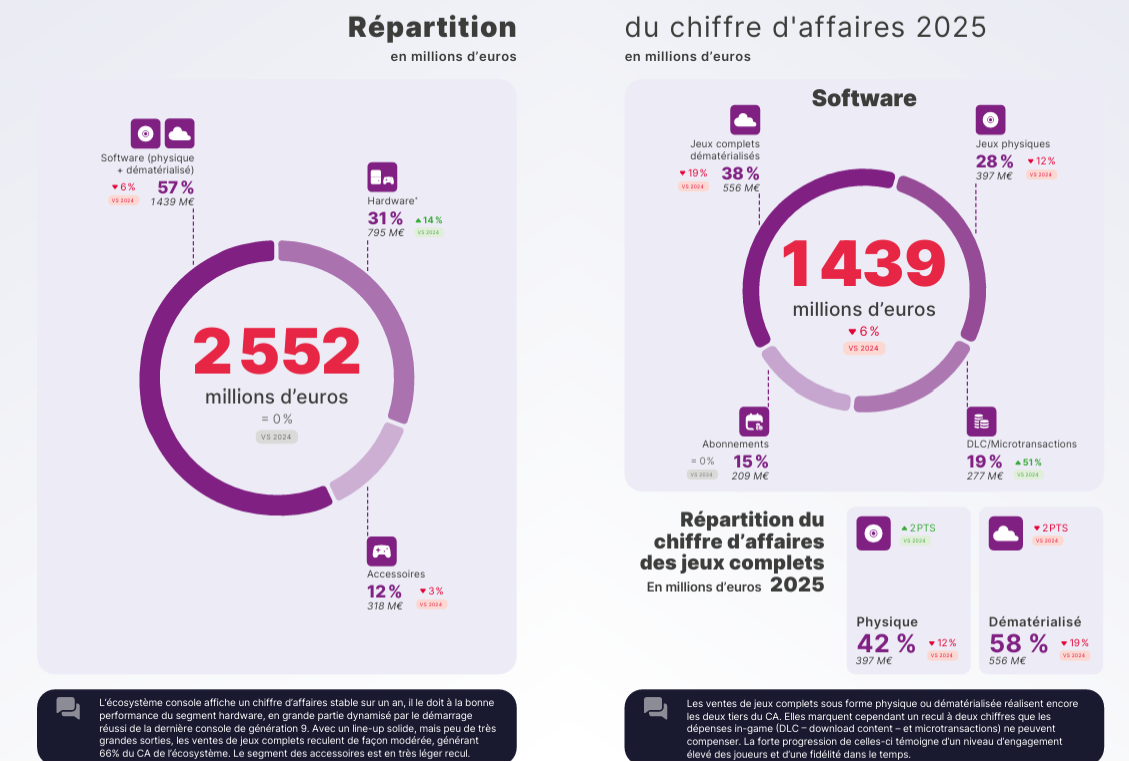 Répartition
en millions d’euros
Software (physique
+ dématérialisé)
6% 57%
VS 2024 1439 M€
Hardware*
31% 14%
795 M€ VS 2024
2 552
millions d’euros
= 0%
VS 2024
Accessoires
12% 3%
318 M€ VS 2024
L’écosystème console affiche un chiffre d’affaires stable sur un an, il le doit à la bonne
performance du segment hardware, en grande partie dynamisé par le démarrage
réussi de la dernière console de génération 9. Avec un line-up solide, mais peu de très
grandes sorties, les ventes de jeux complets reculent de façon modérée, générant
66% du CA de l’écosystème. Le segment des accessoires est en très léger recul.
du chiffre d'affaires 2025
en millions d’euros
Software
Jeux complets
dématérialisés
19% 38%
VS 2024 556 M€
Jeux physiques
28% 12%
397 M€ VS 2024
1 439
millions d’euros
6%
VS 2024
Abonnements
= 0% 15%
VS 2024 209 M€
DLC/Microtransactions
19% 51%
277 M€ VS 2024
Répartition du
chiffre d’affaires
des jeux complets
En millions d’euros 2025
2PTS
VS 2024
Physique
42 % 12%
397 M€ VS 2024
2PTS
VS 2024
Dématérialisé
58 % 19%
556 M€ VS 2024
Les ventes de jeux complets sous forme physique ou dématérialisée réalisent encore
les deux tiers du CA. Elles marquent cependant un recul à deux chiffres que les
dépenses in-game (DLC – download content – et microtransactions) ne peuvent
compenser. La forte progression de celles-ci témoigne d’un niveau d’engagement
élevé des joueurs et d’une fidélité dans le temps.